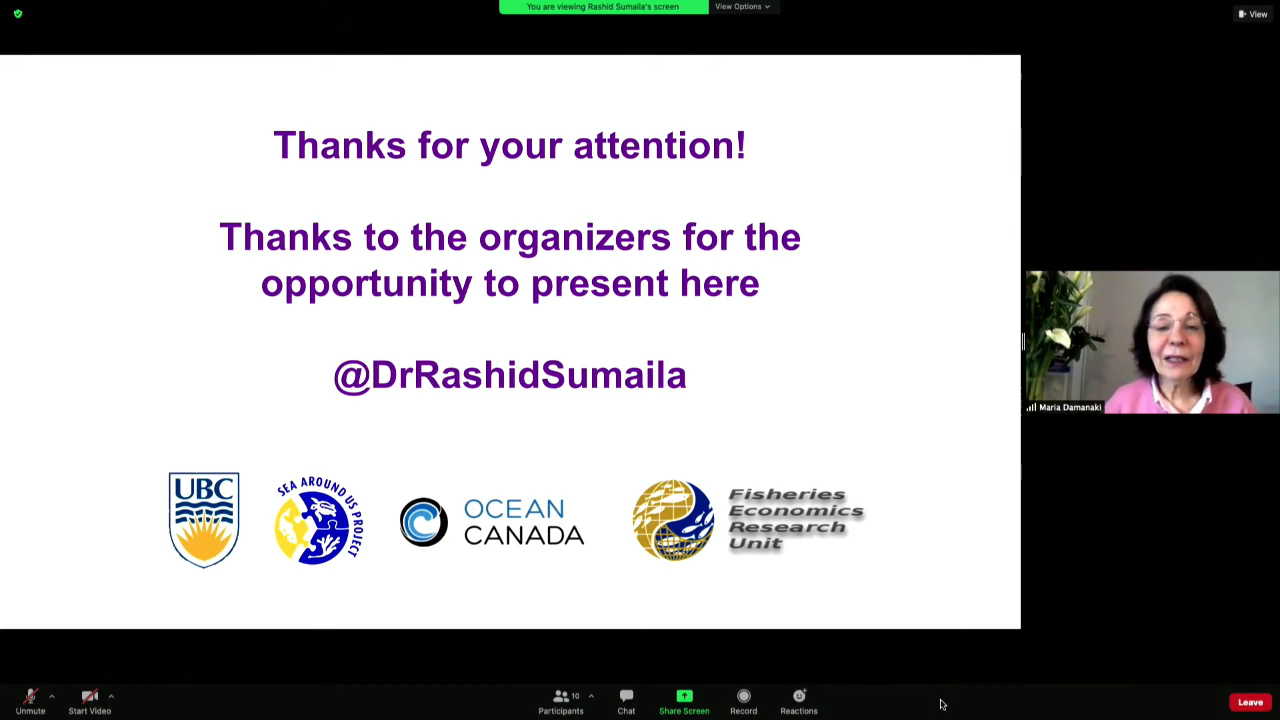 You are viewing Rashid Sumaila's screen
View Options
View
Thanks for your attention!
Thanks to the organizers for the
opportunity to present here
@DrRashidSumaila
UBC
SEA AROUND US PROJECT
OCEAN
CANADA
Fisheries
Economics
Research
Unit
Maria Damanaki
Unmute
Start Video
10
Participants
Chat
Share Screen
Record
Reactions
Leave